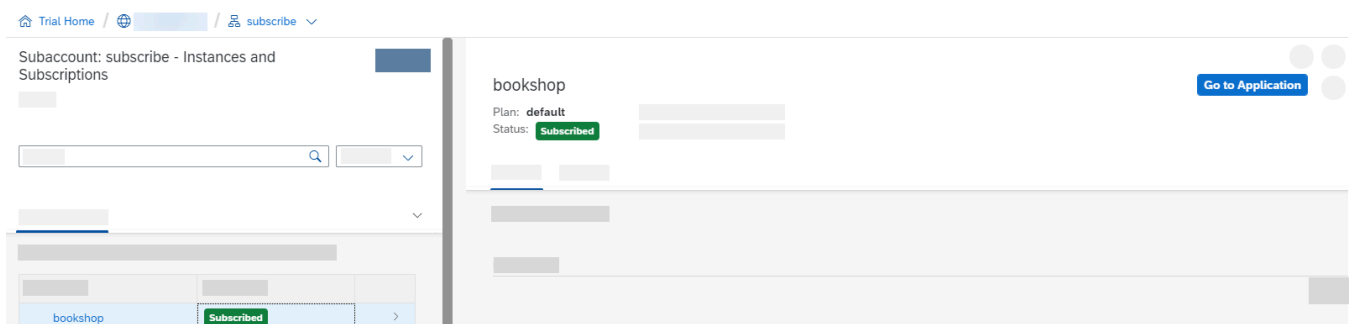 Trial Home / / subscribe
Subaccount: subscribe - Instances and
Subscriptions
bookshop Subscribed
bookshop
Go to Application
Plan: default
Status: Subscribed